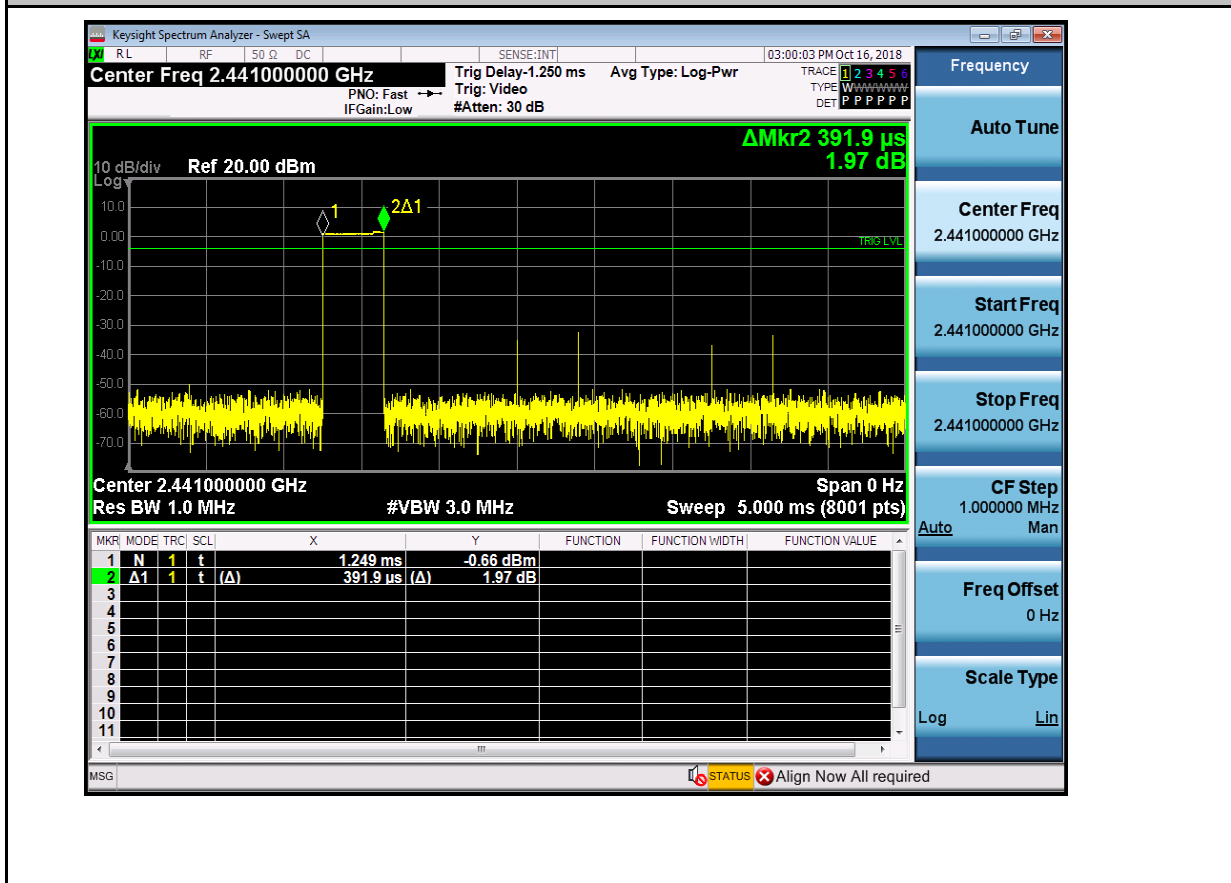 Keysight Spectrum Analyzer - Swept SA
LXI RL RF 50 Ω DC SENSE:INT 03:00:03 PM Oct 16, 2018
Center Freq 2.441000000 GHz
PNO: Fast
IFGain:Low
Trig Delay-1.250 ms
Trig: Video
#Atten: 30 dB
Avg Type: Log-Pwr
TRACE 1 2 3 4 5 6
TYPE WWWWWW
DET P P P P P P
ΔMkr2 391.9 µs
1.97 dB
10 dB/div Ref 20.00 dBm
Log
1 2Δ1
10.0
0.00
TRIG LVL
-10.0
-20.0
-30.0
-40.0
-50.0
-60.0
-70.0
Center 2.441000000 GHz Span 0 Hz
Res BW 1.0 MHz #VBW 3.0 MHz Sweep 5.000 ms (8001 pts)
MKR MODE TRC SCL X Y FUNCTION FUNCTION WIDTH FUNCTION VALUE
1 N 1 t 1.249 ms -0.66 dBm
2 Δ1 1 t (Δ) 391.9 µs (Δ) 1.97 dB
3
4
5
6
7
8
9
10
11
MSG STATUS Align Now All required
Frequency
Auto Tune
Center Freq
2.441000000 GHz
Start Freq
2.441000000 GHz
Stop Freq
2.441000000 GHz
CF Step
1.000000 MHz
Auto Man
Freq Offset
0 Hz
Scale Type
Log Lin